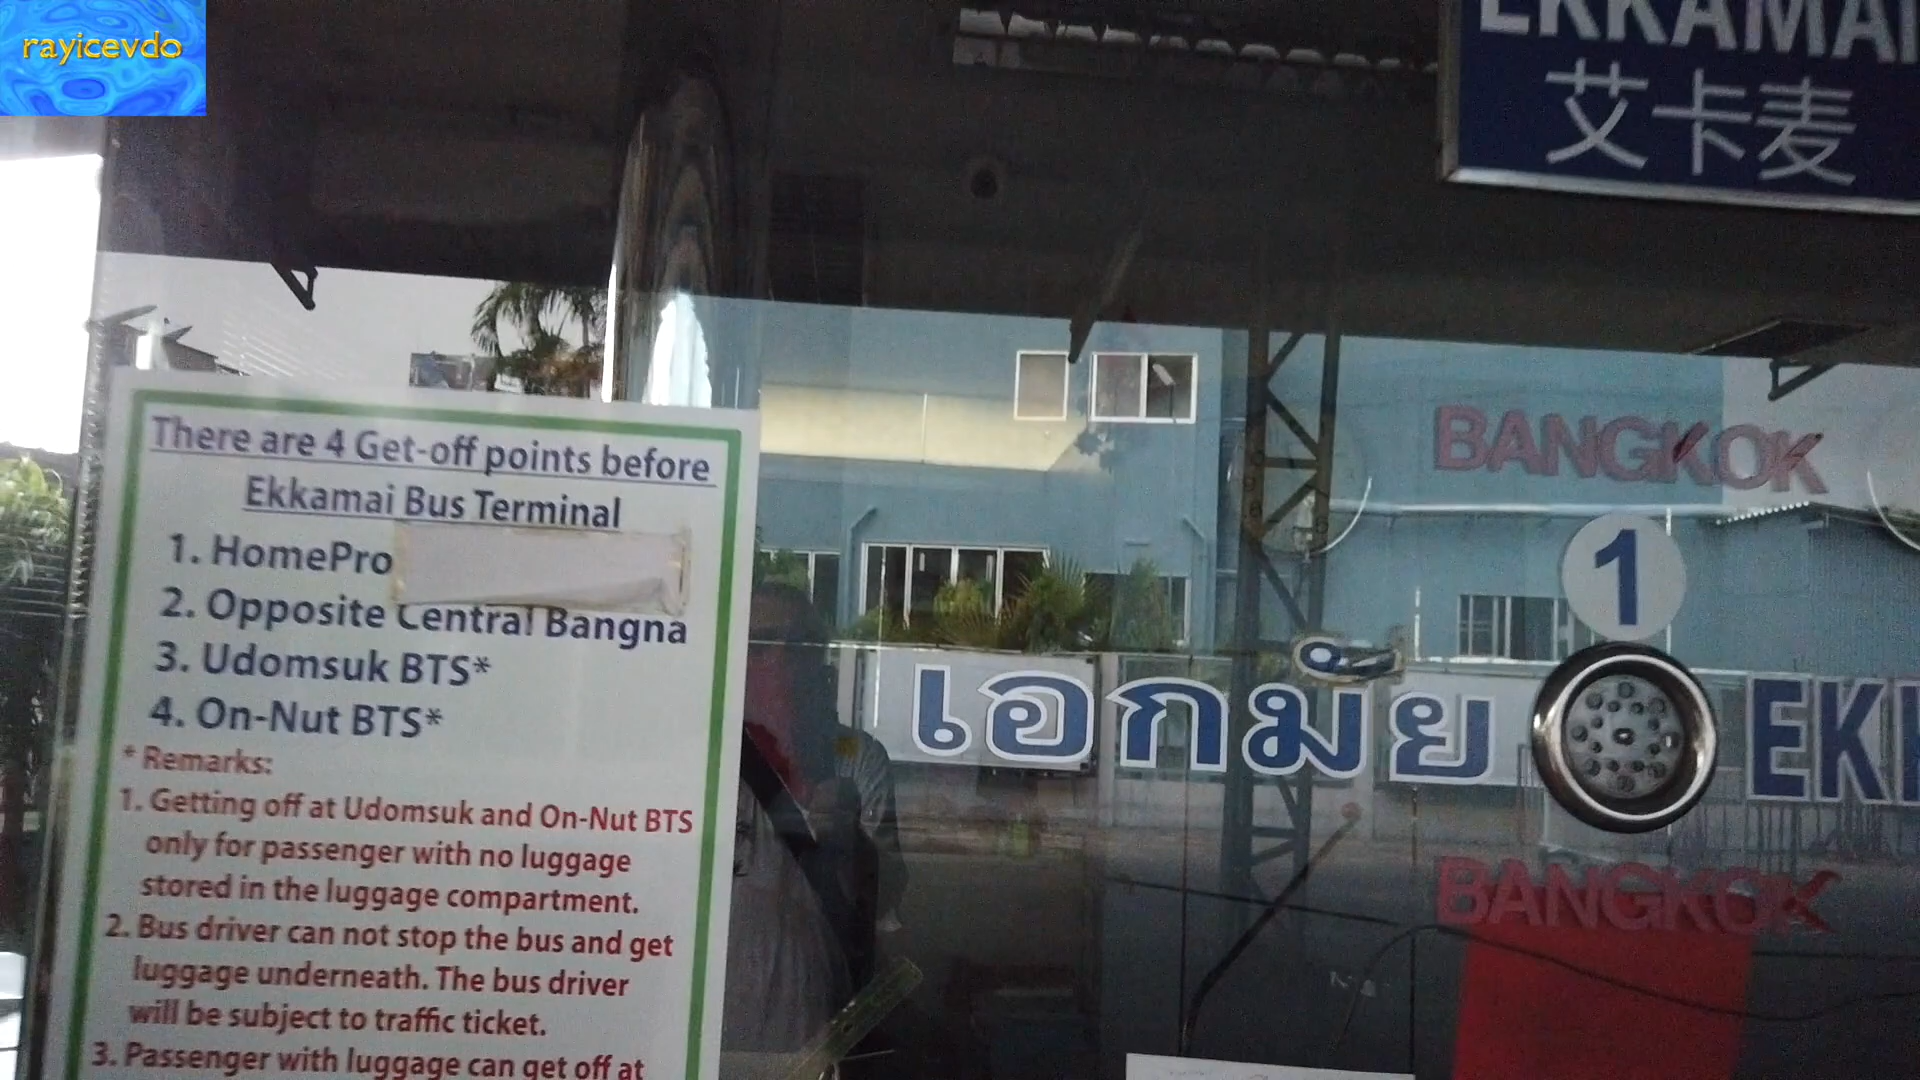 rayicevdo
EKKAMAI
艾卡麦
There are 4 Get-off points before
Ekkamai Bus Terminal
1. HomePro
2. Opposite Central Bangna
3. Udomsuk BTS*
4. On-Nut BTS*
* Remarks:
1. Getting off at Udomsuk and On-Nut BTS
only for passenger with no luggage
stored in the luggage compartment.
2. Bus driver can not stop the bus and get
luggage underneath. The bus driver
will be subject to traffic ticket.
3. Passenger with luggage can get off at
BANGKOK
1
เอกมัย
EK
BANGKOK